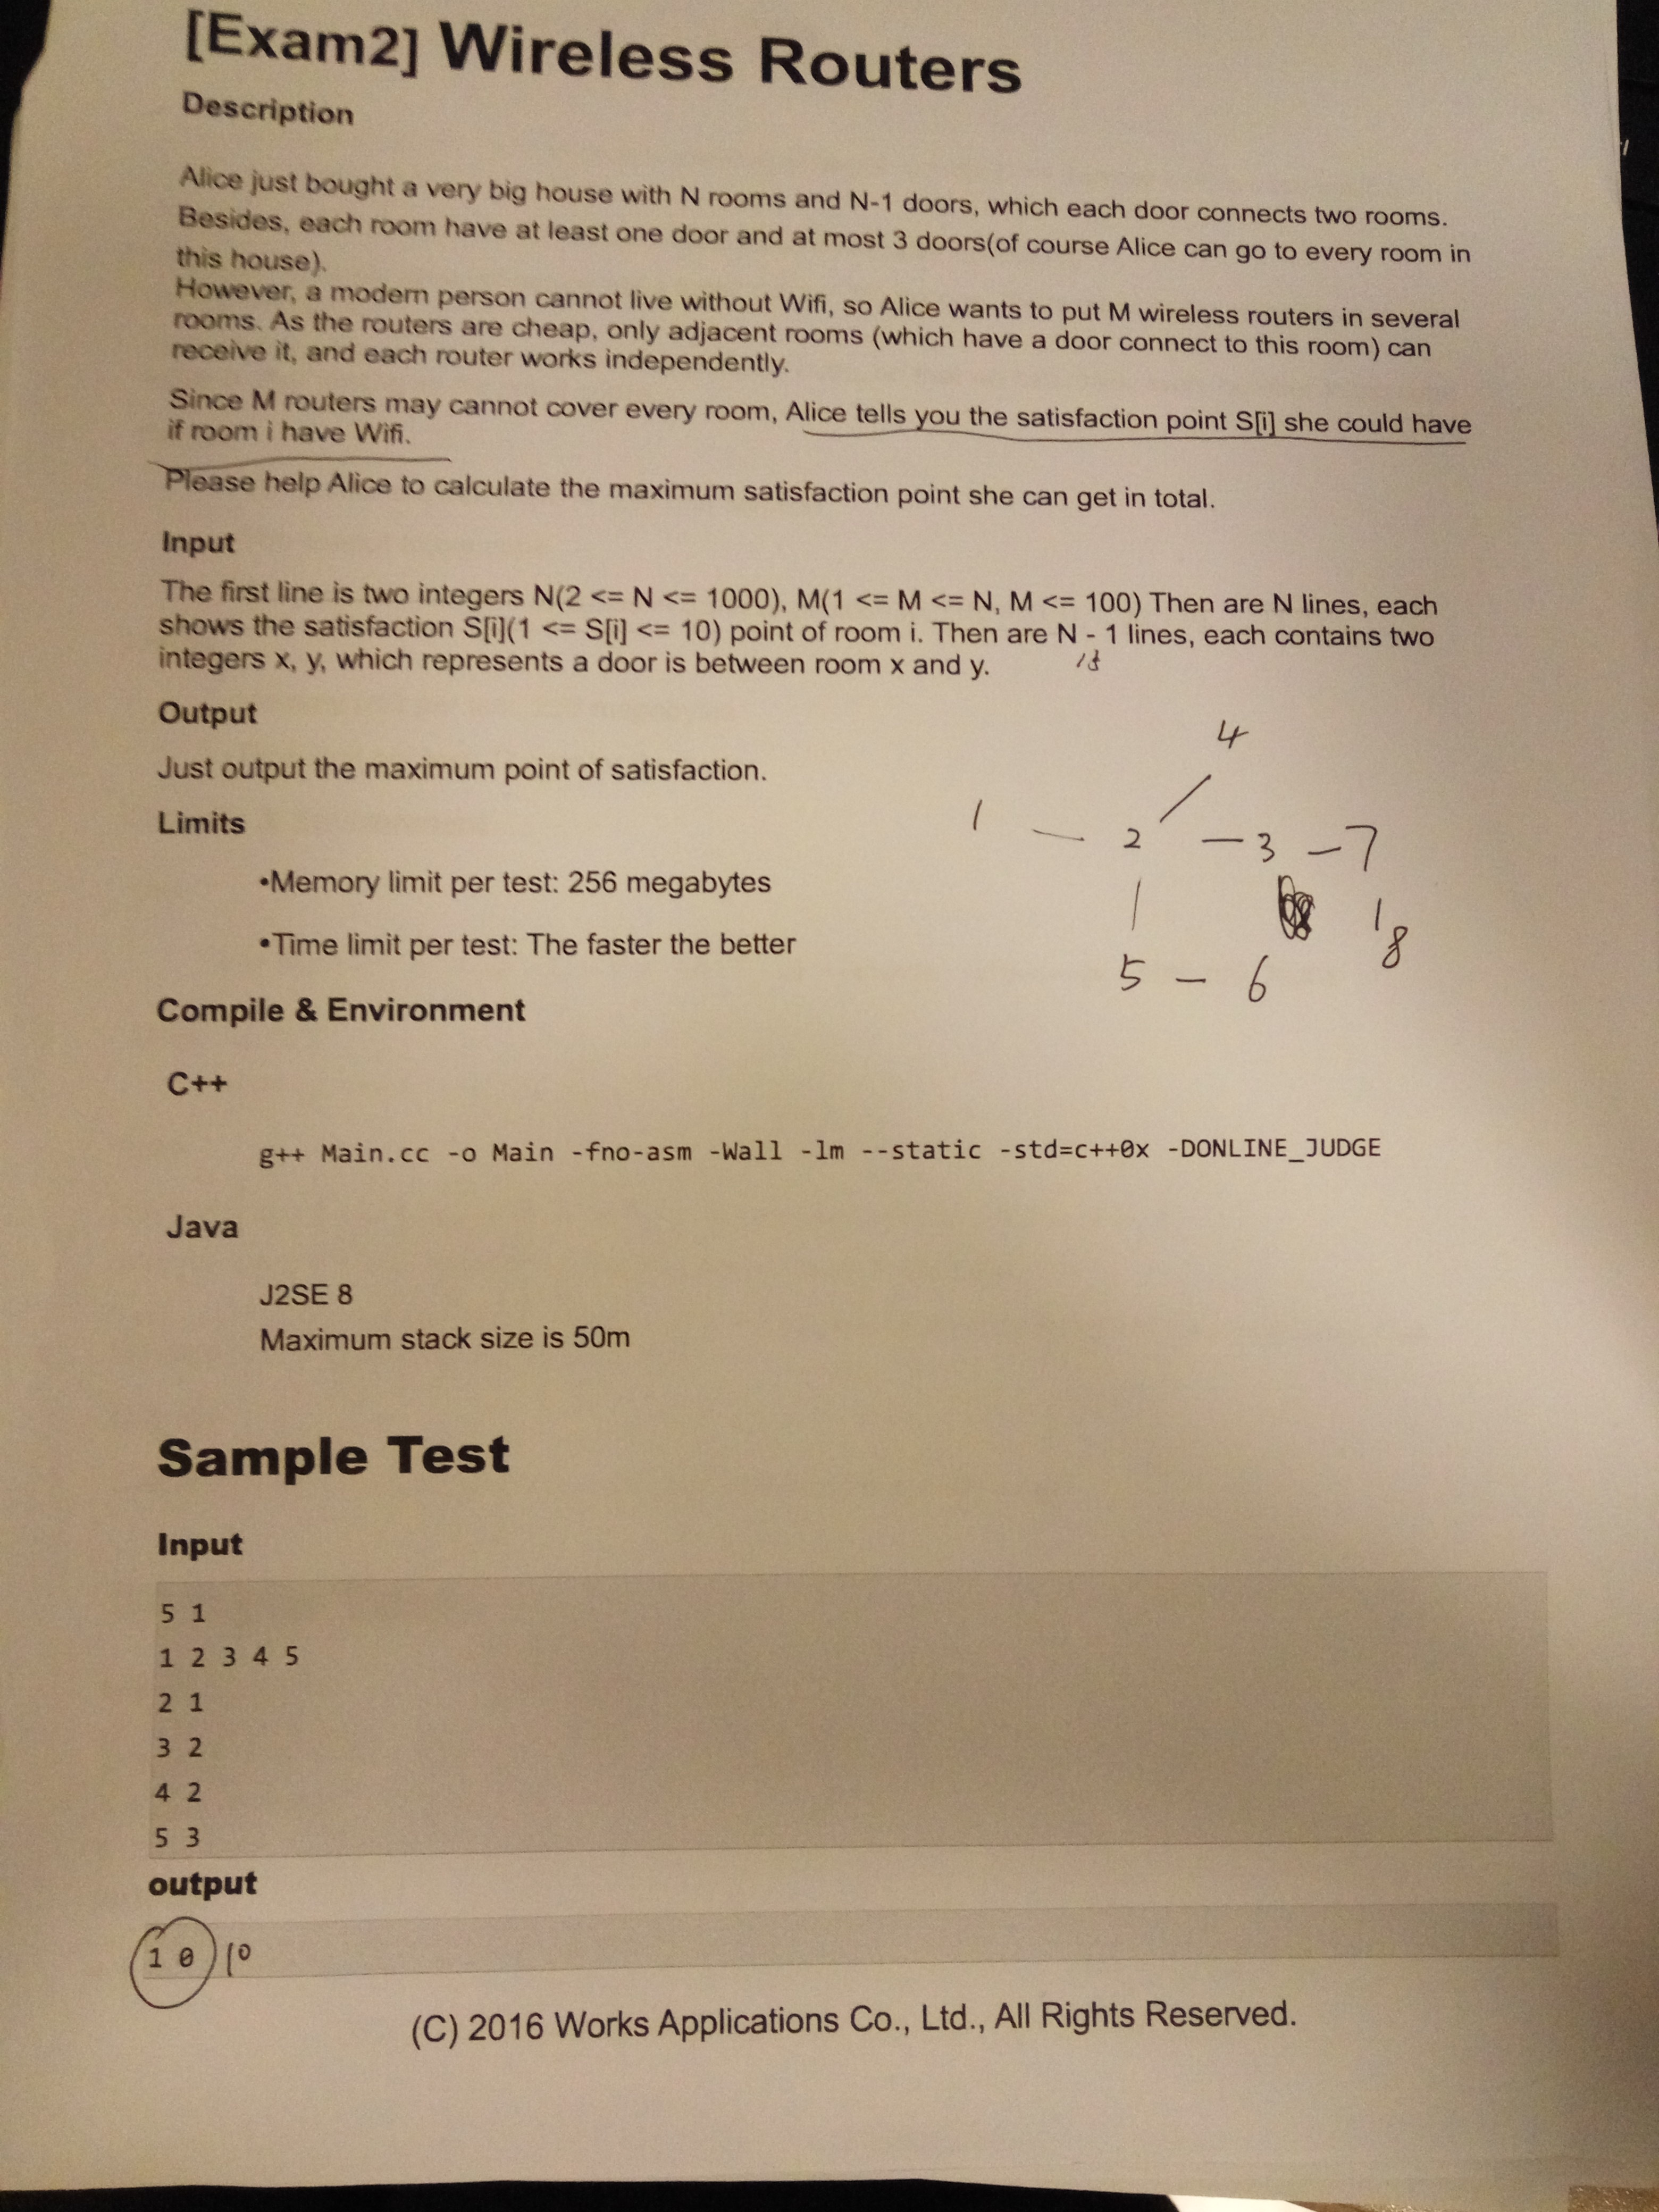 [Exam2] Wireless Routers
Description
Alice just bought a very big house with N rooms and N-1 doors, which each door connects two rooms.
Besides, each room have at least one door and at most 3 doors(of course Alice can go to every room in
this house).
However, a modern person cannot live without Wifi, so Alice wants to put M wireless routers in several
rooms. As the routers are cheap, only adjacent rooms (which have a door connect to this room) can
receive it, and each router works independently.
Since M routers may cannot cover every room, Alice tells you the satisfaction point S[i] she could have
if room i have Wifi.
Please help Alice to calculate the maximum satisfaction point she can get in total.
Input
The first line is two integers N(2 <= N <= 1000), M(1 <= M <= N, M <= 100) Then are N lines, each
shows the satisfaction S[i](1 <= S[i] <= 10) point of room i. Then are N - 1 lines, each contains two
integers x, y, which represents a door is between room x and y.
Output
4
Just output the maximum point of satisfaction.
Limits
1 - 2 - 3 - 7
•Memory limit per test: 256 megabytes
8
•Time limit per test: The faster the better
5 - 6
Compile & Environment
C++
g++ Main.cc -o Main -fno-asm -Wall -lm --static -std=c++0x -DONLINE_JUDGE
Java
J2SE 8
Maximum stack size is 50m
Sample Test
Input
5 1
1 2 3 4 5
2 1
3 2
4 2
5 3
output
1 0 10
(C) 2016 Works Applications Co., Ltd., All Rights Reserved.